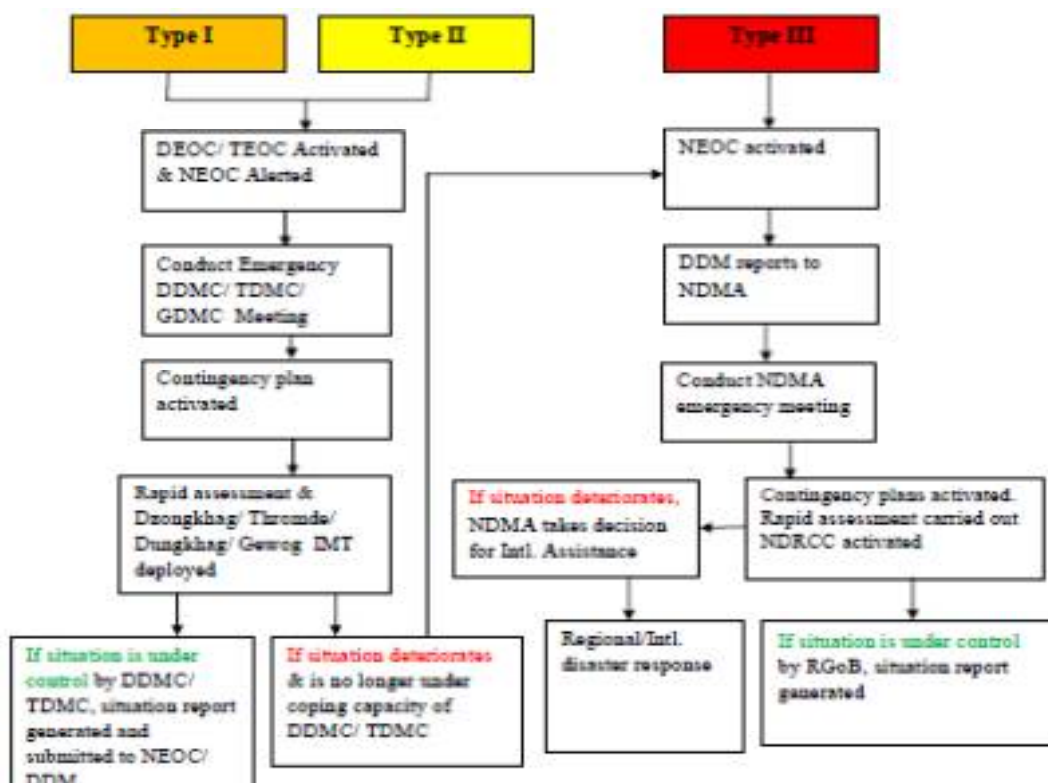 Type I
Type II
Type III
DEOC/ TEOC Activated
& NEOC Alerted
NEOC activated
Conduct Emergency
DDMC/ TDMC/
GDMC Meeting
DDM reports to
NDMA
Contingency plan
activated
Conduct NDMA
emergency meeting
Rapid assessment &
Dzongkhag/ Thromde/
Dungkhag/ Gewog IMT
deployed
If situation deteriorates,
NDMA takes decision
for Intl. Assistance
Contingency plans activated.
Rapid assessment carried out
NDRCC activated
If situation is under
control by DDMC/
TDMC, situation report
generated and
submitted to NEOC/
DDM
If situation deteriorates
& is no longer under
coping capacity of
DDMC/ TDMC
Regional/Intl.
disaster response
If situation is under control
by RGoB, situation report
generated